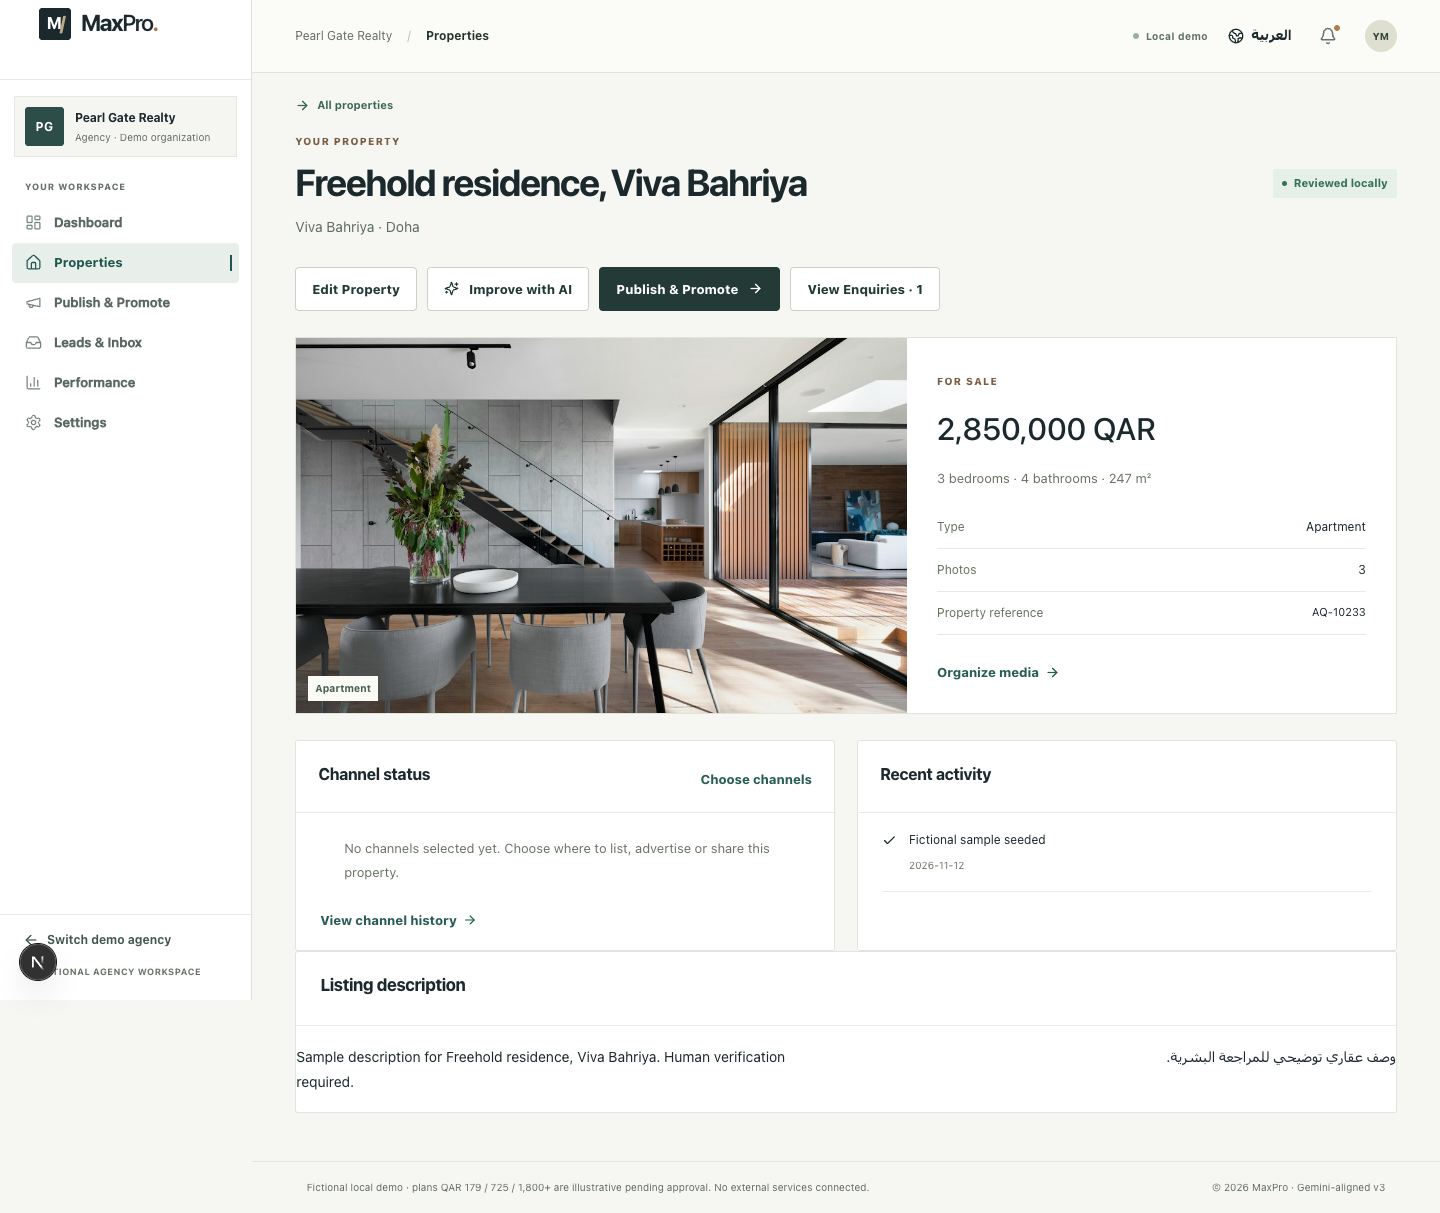 M/ MaxPro.
Pearl Gate Realty / Properties
Local demo
العربية
YM
PG
Pearl Gate Realty
Agency · Demo organization
YOUR WORKSPACE
Dashboard
Properties
Publish & Promote
Leads & Inbox
Performance
Settings
Switch demo agency
TIONAL AGENCY WORKSPACE
N
All properties
YOUR PROPERTY
Freehold residence, Viva Bahriya
Reviewed locally
Viva Bahriya · Doha
Edit Property
Improve with AI
Publish & Promote
View Enquiries · 1
Apartment
FOR SALE
2,850,000 QAR
3 bedrooms · 4 bathrooms · 247 m²
Type Apartment
Photos 3
Property reference AQ-10233
Organize media
Channel status
Choose channels
No channels selected yet. Choose where to list, advertise or share this
property.
View channel history
Recent activity
Fictional sample seeded
2026-11-12
Listing description
Sample description for Freehold residence, Viva Bahriya. Human verification
required.
وصف عقاري توضيحي للمراجعة البشرية.
Fictional local demo · plans QAR 179 / 725 / 1,800+ are illustrative pending approval. No external services connected.
© 2026 MaxPro · Gemini-aligned v3